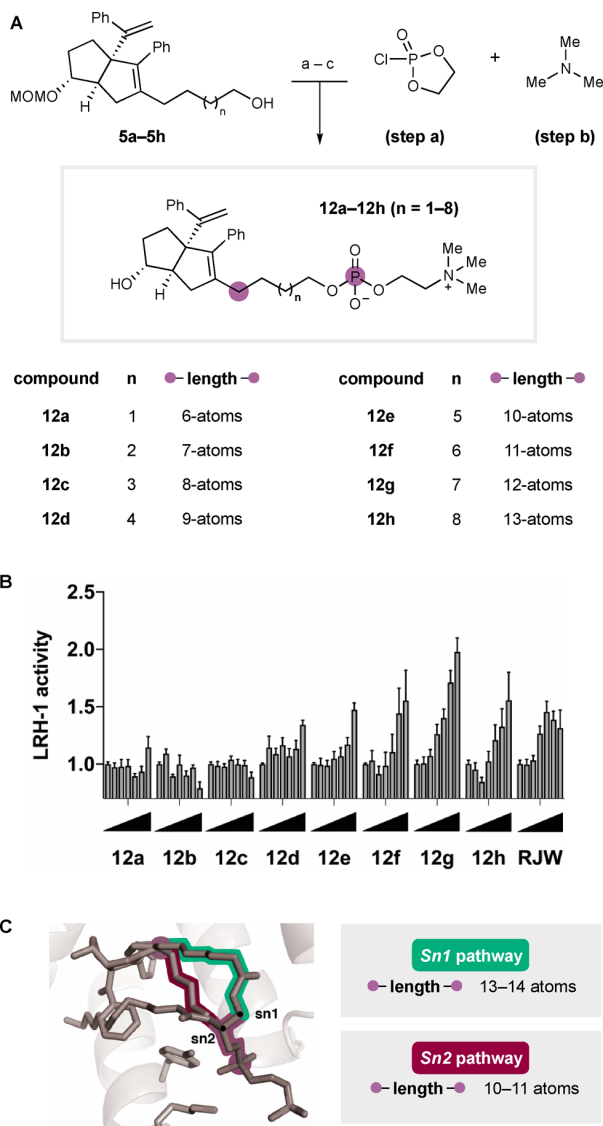 A
Ph
Ph
MOMO
H
n
OH
5a–5h
a – c
O
Cl P O
O
(step a)
+
Me
N
Me Me
(step b)
12a–12h (n = 1–8)
Ph
Ph
HO
H
n
O
O P O
O−
Me
Me
N
+ Me
compound n length
12a 1 6-atoms
12b 2 7-atoms
12c 3 8-atoms
12d 4 9-atoms
compound n length
12e 5 10-atoms
12f 6 11-atoms
12g 7 12-atoms
12h 8 13-atoms
B
LRH-1 activity
2.5
2.0
1.5
1.0
12a 12b 12c 12d 12e 12f 12g 12h RJW
C
sn1
sn2
Sn1 pathway
length 13–14 atoms
Sn2 pathway
length 10–11 atoms